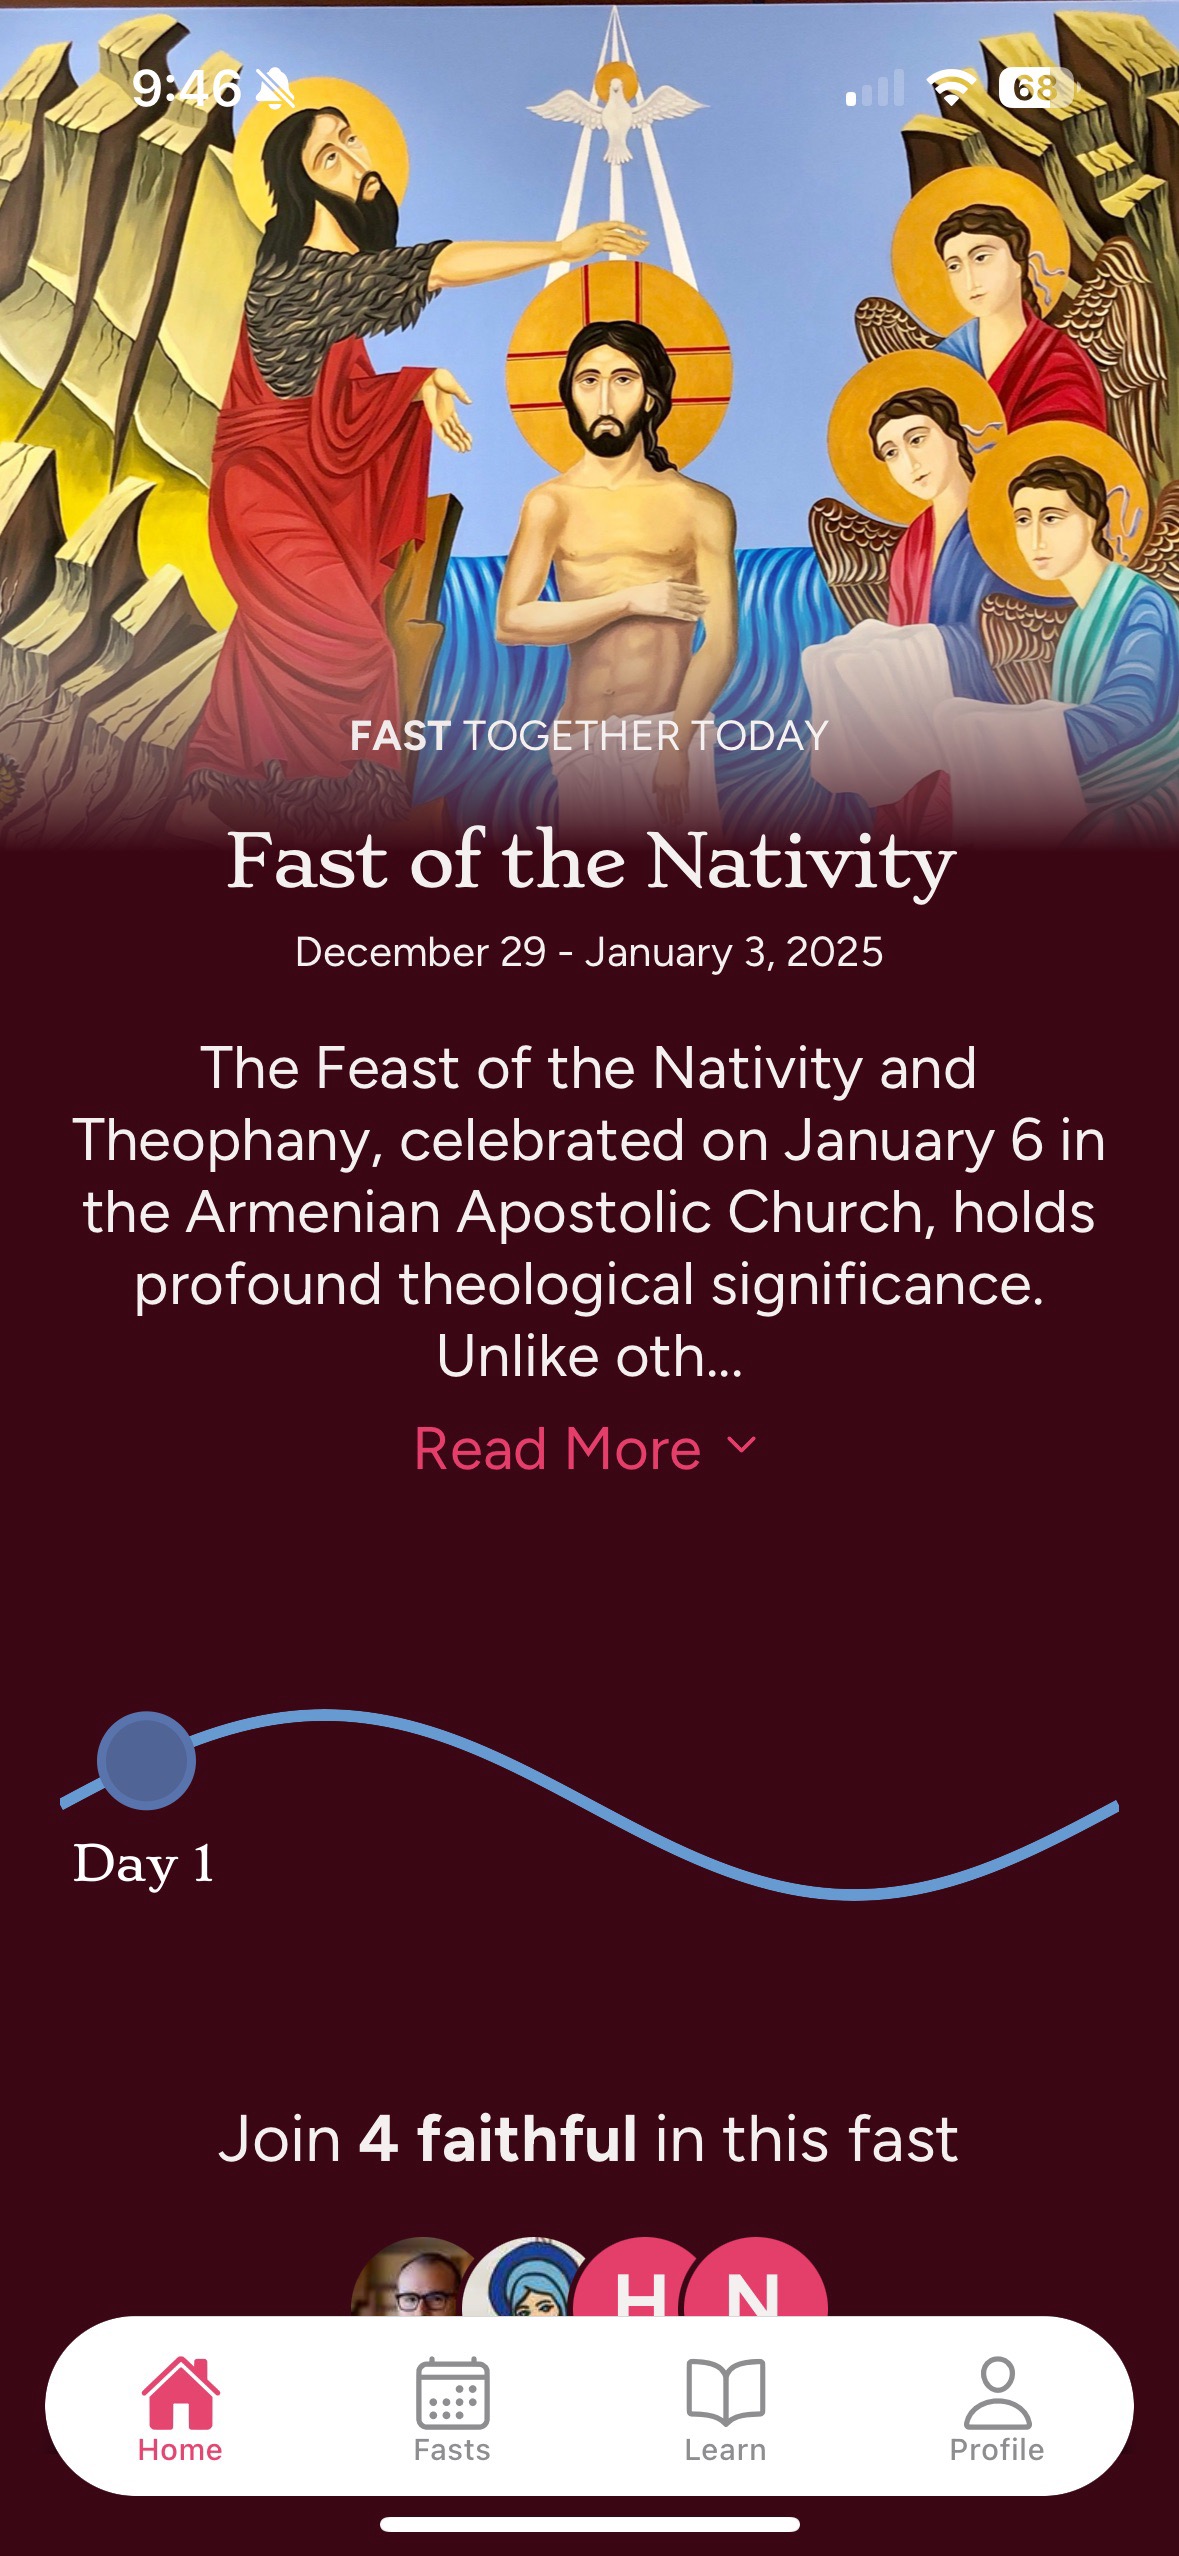 9:46
68
FAST TOGETHER TODAY
Fast of the Nativity
December 29 - January 3, 2025
The Feast of the Nativity and
Theophany, celebrated on January 6 in
the Armenian Apostolic Church, holds
profound theological significance.
Unlike oth...
Read More
Day 1
Join 4 faithful in this fast
H N
Home Fasts Learn Profile